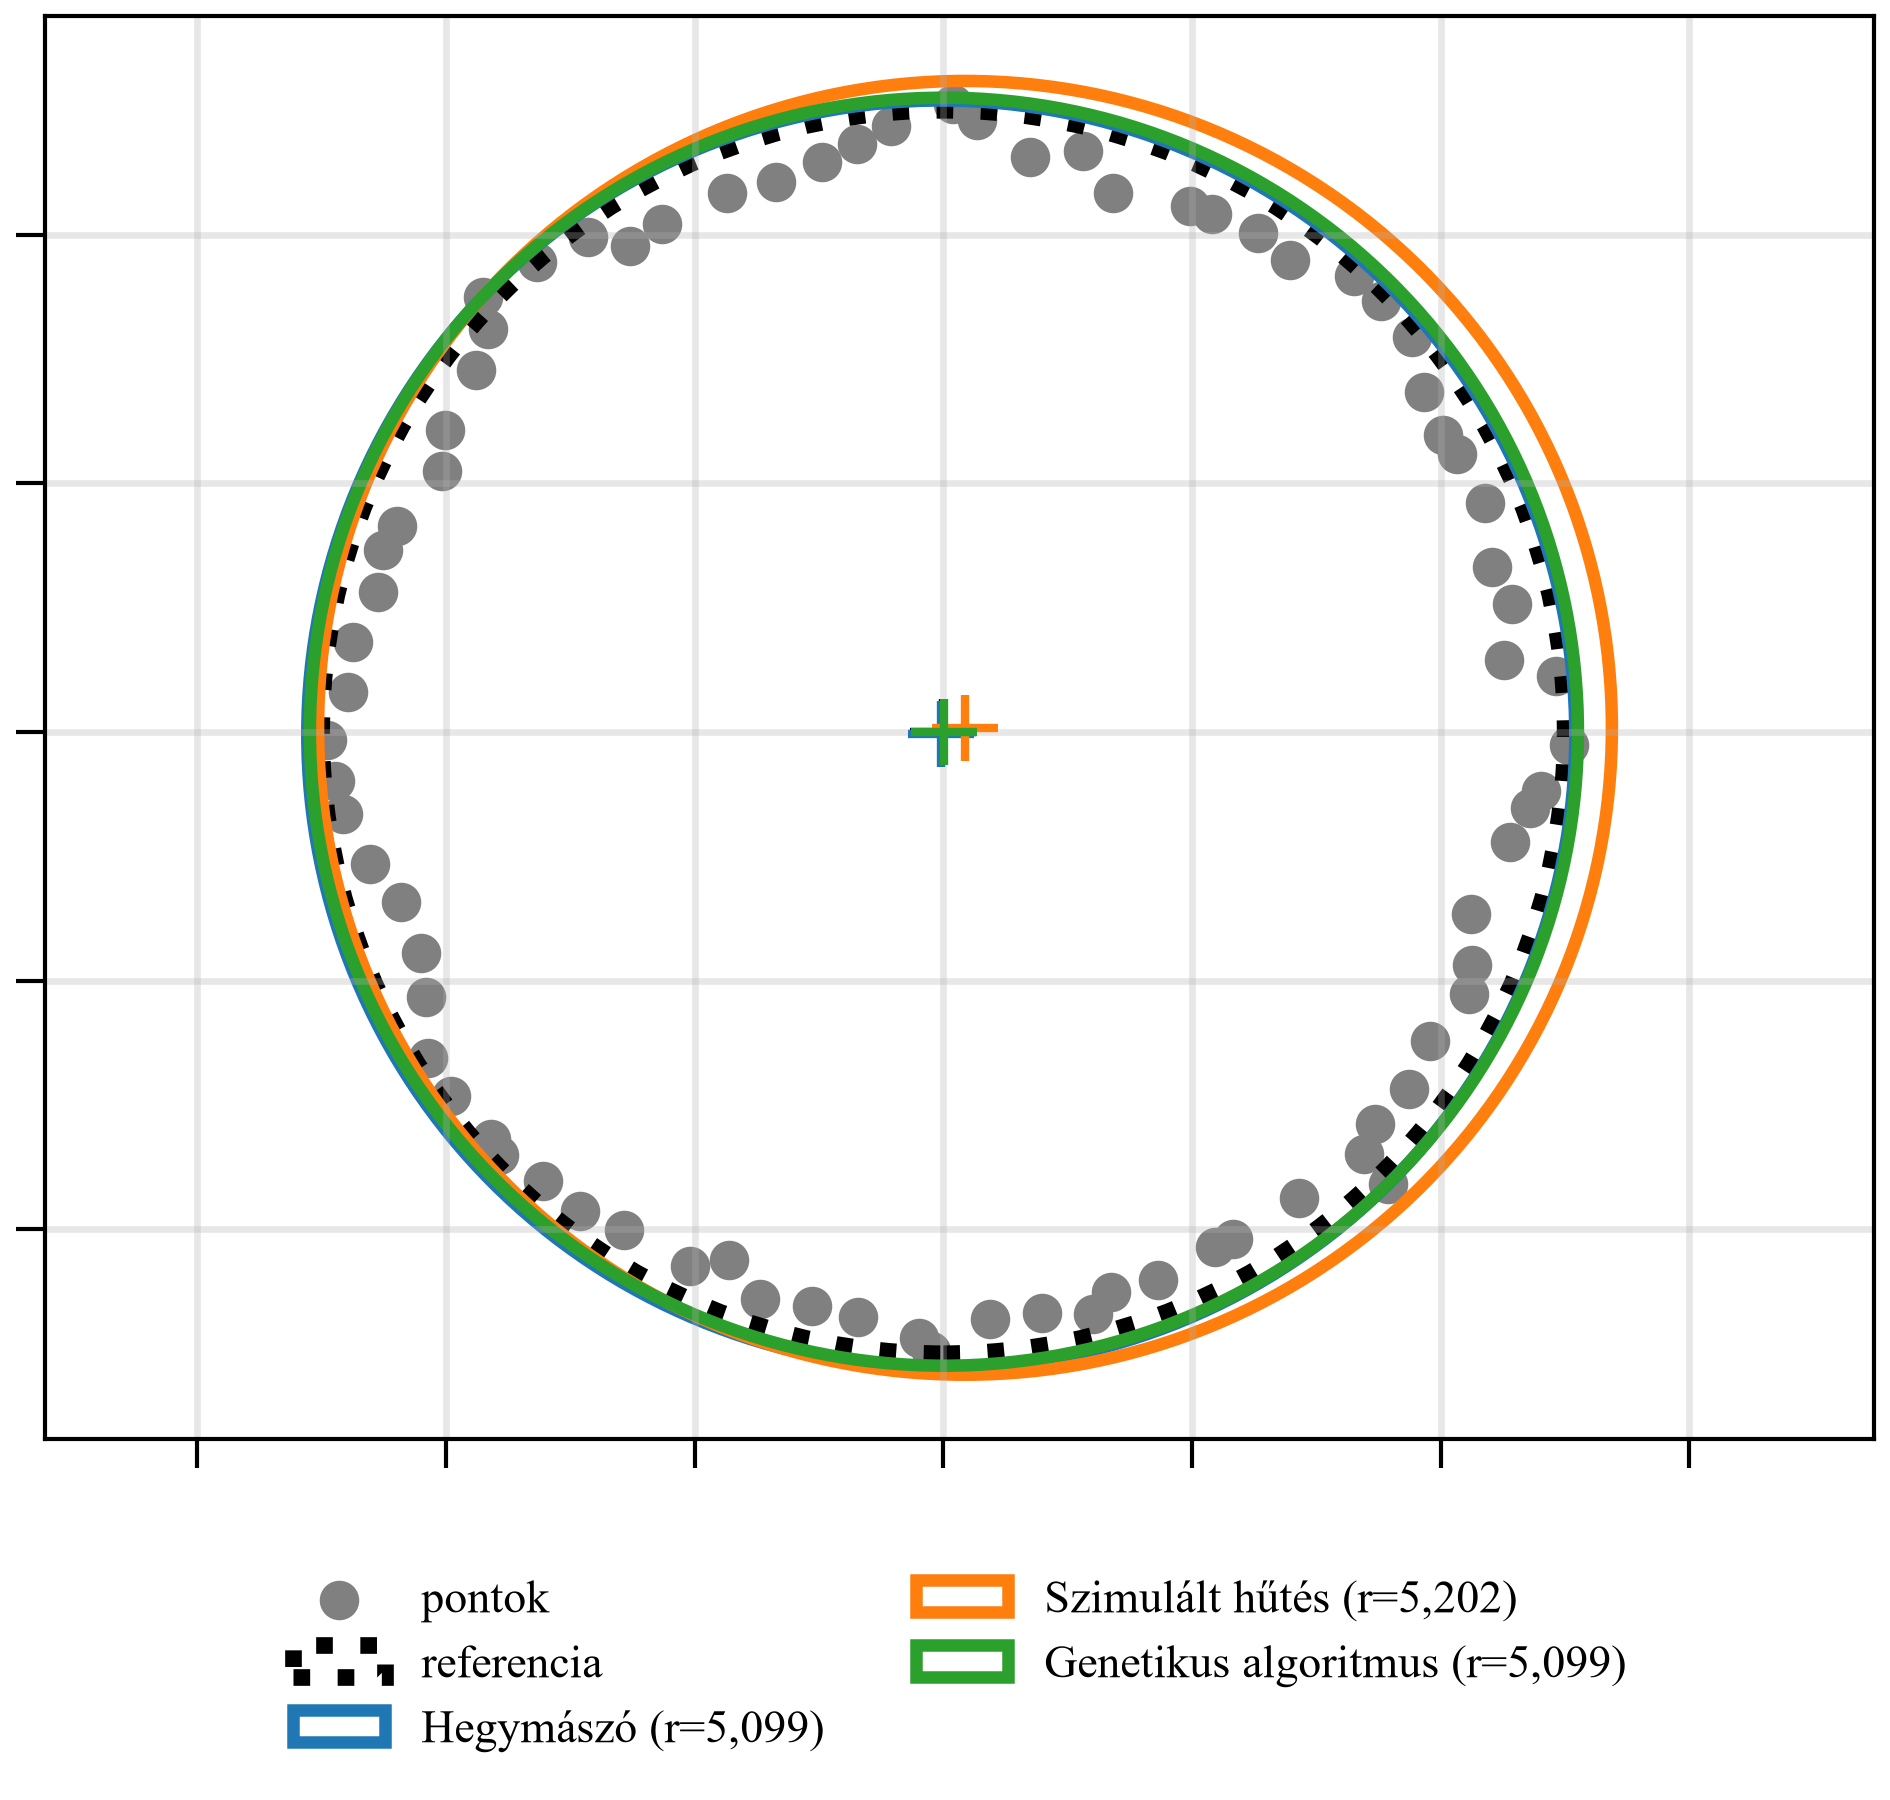 pontok
referencia
Hegymászó (r=5,099)
Szimulált hűtés (r=5,202)
Genetikus algoritmus (r=5,099)